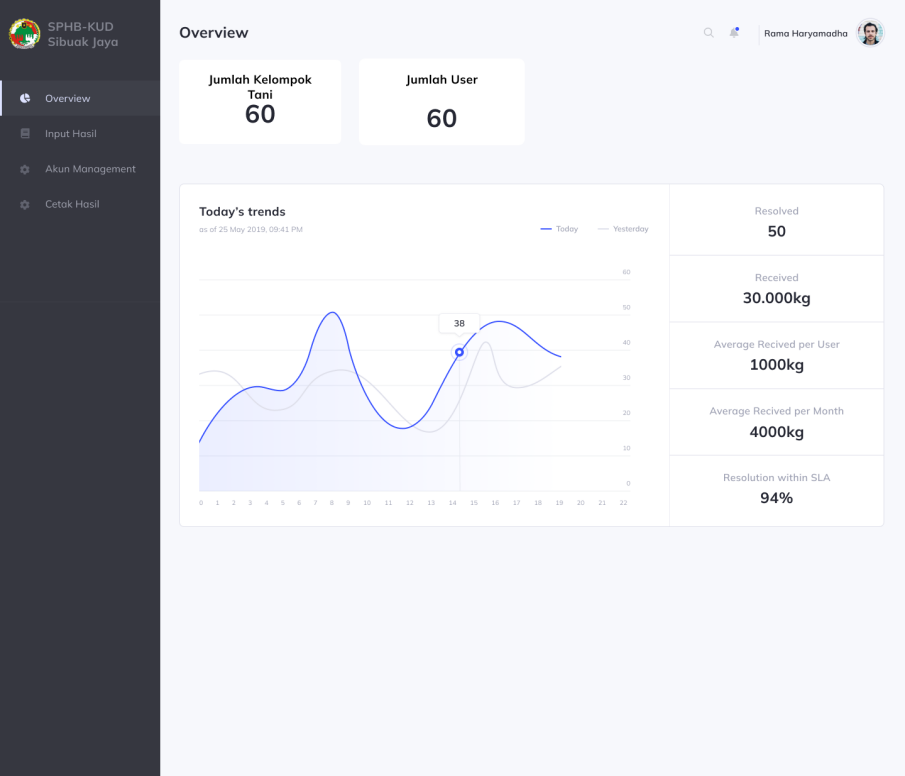 SPHB-KUD
Sibuak Jaya
Overview
Input Hasil
Akun Management
Cetak Hasil
Overview
Rama Haryamadha
Jumlah Kelompok
Tani
60
Jumlah User
60
Today's trends
as of 25 May 2019, 09:41 PM
Today
Yesterday
60
50
40
30
20
10
0
38
0 1 2 3 4 5 6 7 8 9 10 11 12 13 14 15 16 17 18 19 20 21 22
Resolved
50
Received
30.000kg
Average Recived per User
1000kg
Average Recived per Month
4000kg
Resolution within SLA
94%